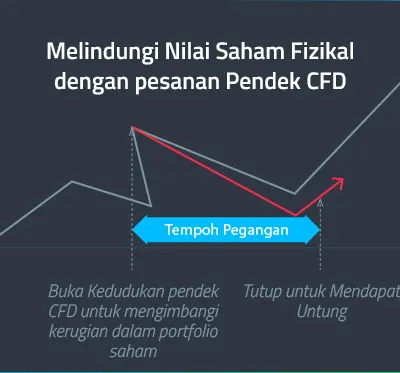 Melindungi Nilai Saham Fizikal
dengan pesanan Pendek CFD
Tempoh Pegangan
Buka Kedudukan pendek
CFD untuk mengimbangi
kerugian dalam portfolio
saham
Tutup untuk Mendapat
Untung